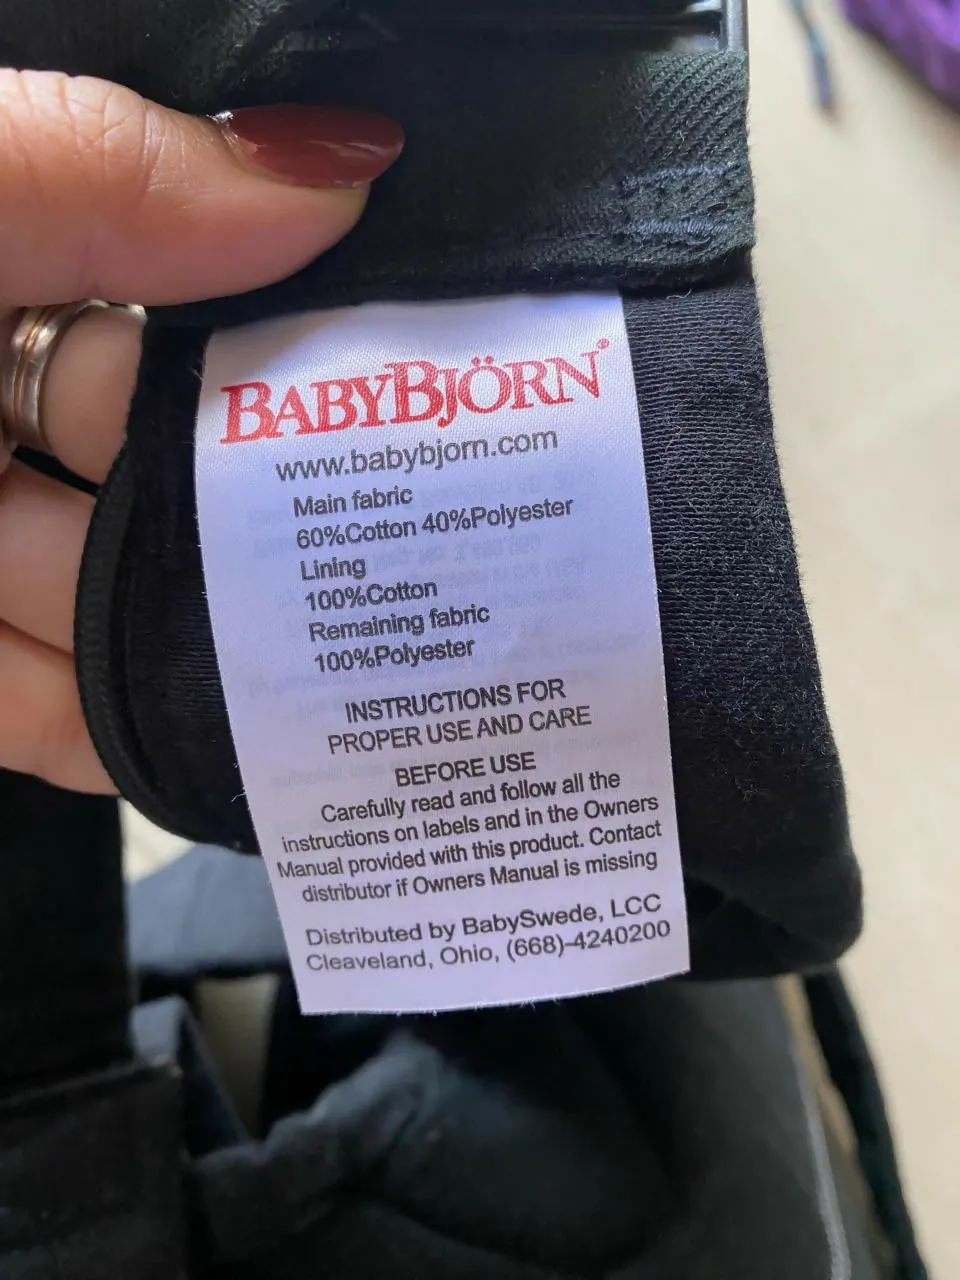 BABYBJÖRN®
www.babybjorn.com
Main fabric
60%Cotton 40%Polyester
Lining
100%Cotton
Remaining fabric
100%Polyester
INSTRUCTIONS FOR
PROPER USE AND CARE
BEFORE USE
Carefully read and follow all the
instructions on labels and in the Owners
Manual provided with this product. Contact
distributor if Owners Manual is missing
Distributed by BabySwede, LCC
Cleaveland, Ohio, (668)-4240200